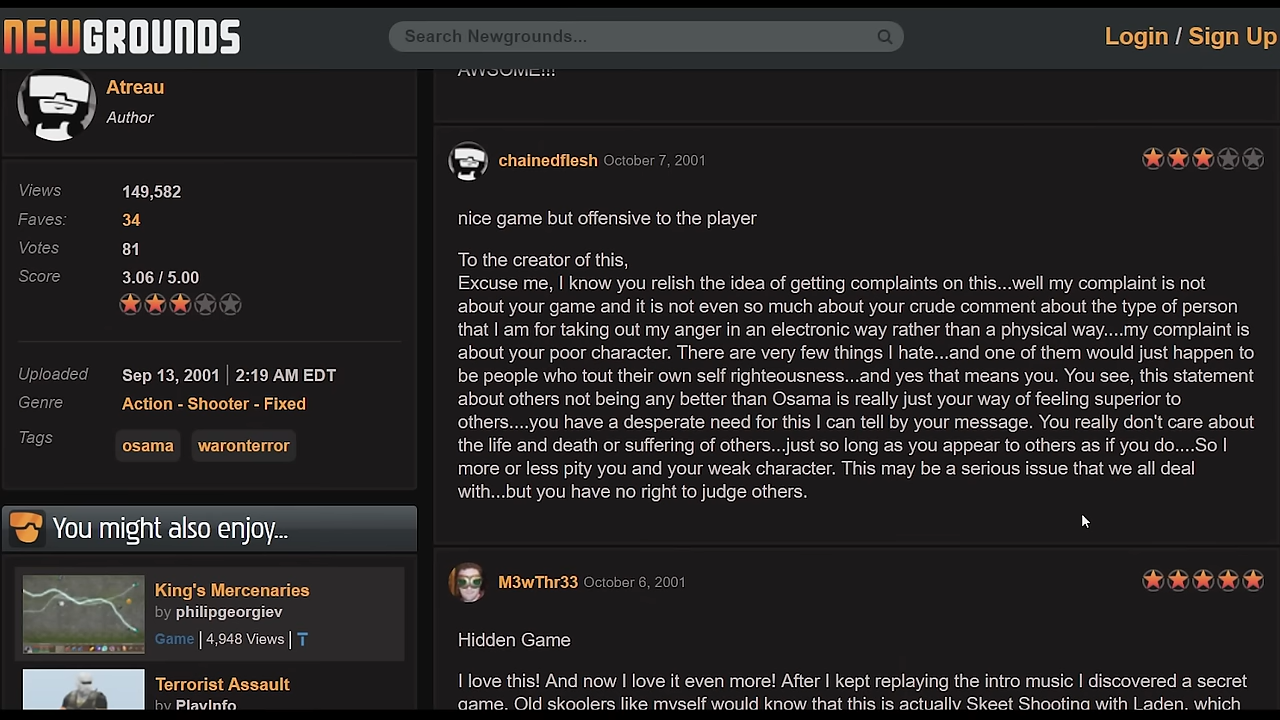 NEWGROUNDS
Search Newgrounds...
Login / Sign Up
Atreau
Author
Views 149,582
Faves: 34
Votes 81
Score 3.06 / 5.00
Uploaded Sep 13, 2001 | 2:19 AM EDT
Genre Action - Shooter - Fixed
Tags osama waronterror
You might also enjoy...
King's Mercenaries
by philipgeorgiev
Game | 4,948 Views | T
Terrorist Assault
by PlayInfo
AWSOME!!!
chainedflesh October 7, 2001
nice game but offensive to the player
To the creator of this,
Excuse me, I know you relish the idea of getting complaints on this...well my complaint is not
about your game and it is not even so much about your crude comment about the type of person
that I am for taking out my anger in an electronic way rather than a physical way....my complaint is
about your poor character. There are very few things I hate...and one of them would just happen to
be people who tout their own self righteousness...and yes that means you. You see, this statement
about others not being any better than Osama is really just your way of feeling superior to
others....you have a desperate need for this I can tell by your message. You really don't care about
the life and death or suffering of others...just so long as you appear to others as if you do....So I
more or less pity you and your weak character. This may be a serious issue that we all deal
with...but you have no right to judge others.
M3wThr33 October 6, 2001
Hidden Game
I love this! And now I love it even more! After I kept replaying the intro music I discovered a secret
game. Old skoolers like myself would know that this is actually Skeet Shooting with Laden, which